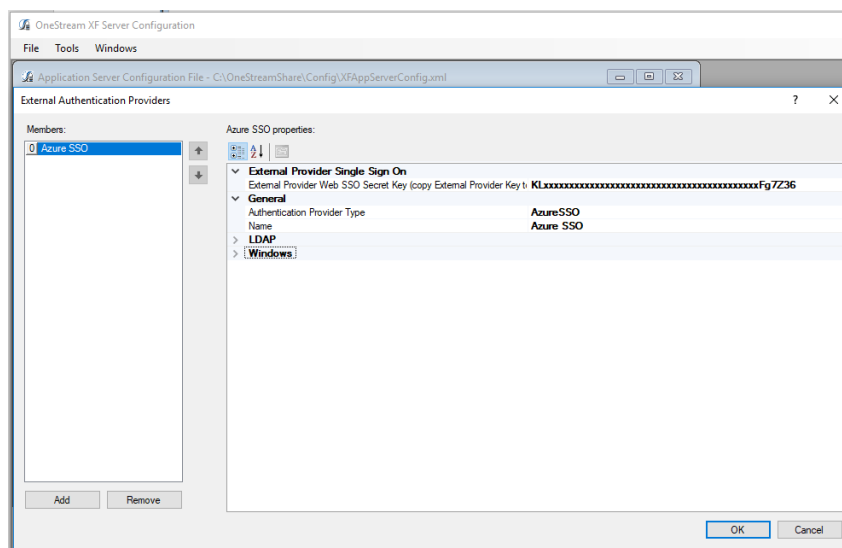 OneStream XF Server Configuration
File Tools Windows
Application Server Configuration File - C:\OneStreamShare\Config\XFAppServerConfig.xml
External Authentication Providers ?
Members:
Azure SSO properties:
0 Azure SSO
External Provider Single Sign On
External Provider Web SSO Secret Key (copy External Provider Key t KLxxxxxxxxxxxxxxxxxxxxxxxxxxxxxxxxxxxxxxxxxxxxFg7Z36
General
Authentication Provider Type AzureSSO
Name Azure SSO
LDAP
Windows
Add Remove
OK Cancel